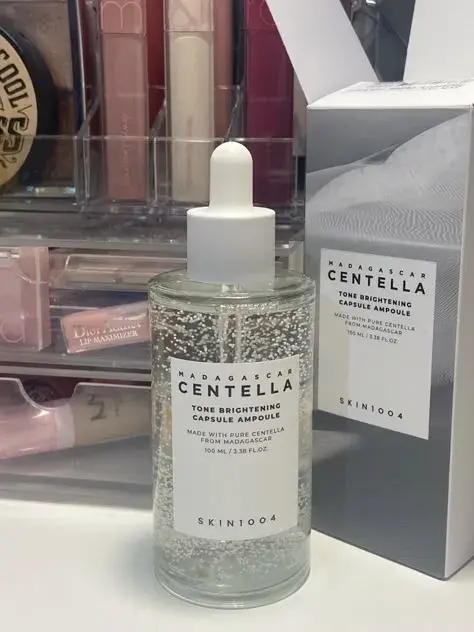 COOL
Dior Addict
LIP MAXIMIZER
MADAGASCAR
CENTELLA
TONE BRIGHTENING
CAPSULE AMPOULE
MADE WITH PURE CENTELLA
FROM MADAGASCAR
100 ML / 3.38 FL.OZ.
SKIN1004
MADAGASCAR
CENTELLA
TONE BRIGHTENING
CAPSULE AMPOULE
MADE WITH PURE CENTELLA
FROM MADAGASCAR
100 ML / 3.38 FL.OZ.
SKIN1004